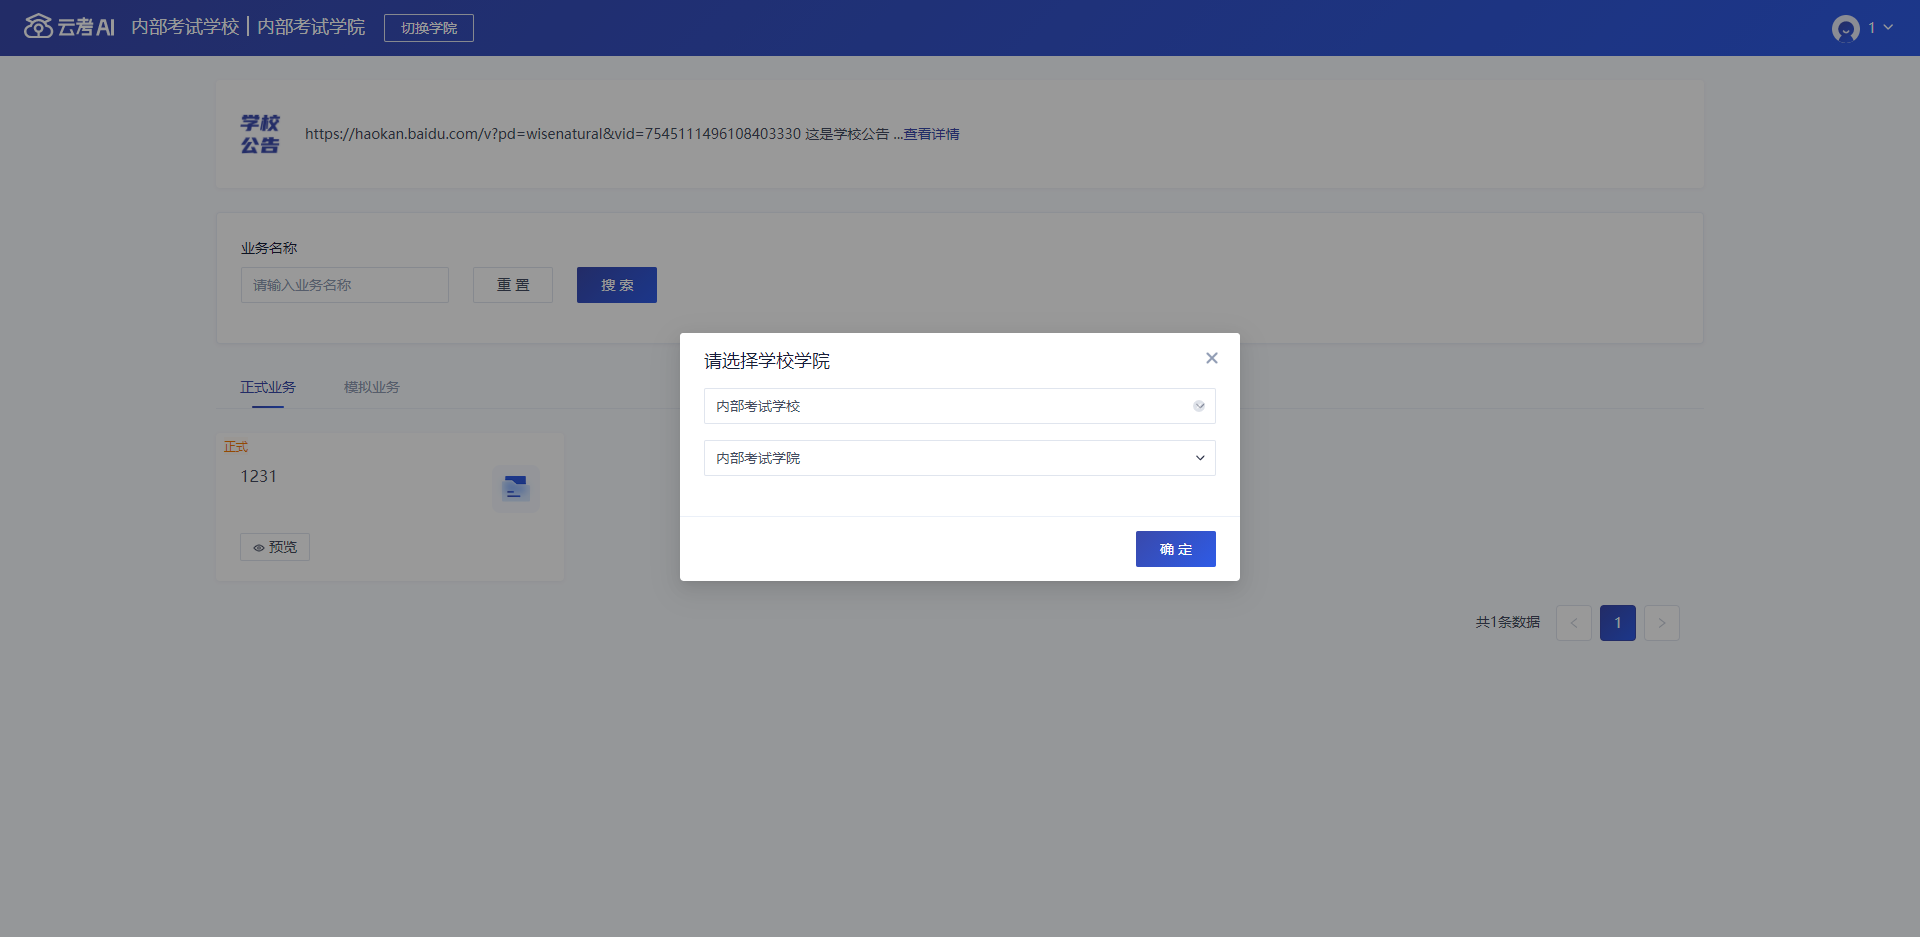 云考AI 内部考试学校 | 内部考试学院 切换学院 1
学校公告
https://haokan.baidu.com/v?pd=wisenatural&vid=7545111496108403330 这是学校公告 ...查看详情
业务名称
请输入业务名称 重置 搜索
请选择学校学院
内部考试学校
内部考试学院
确定
正式业务 模拟业务
正式
1231
预览
共1条数据 < 1 >